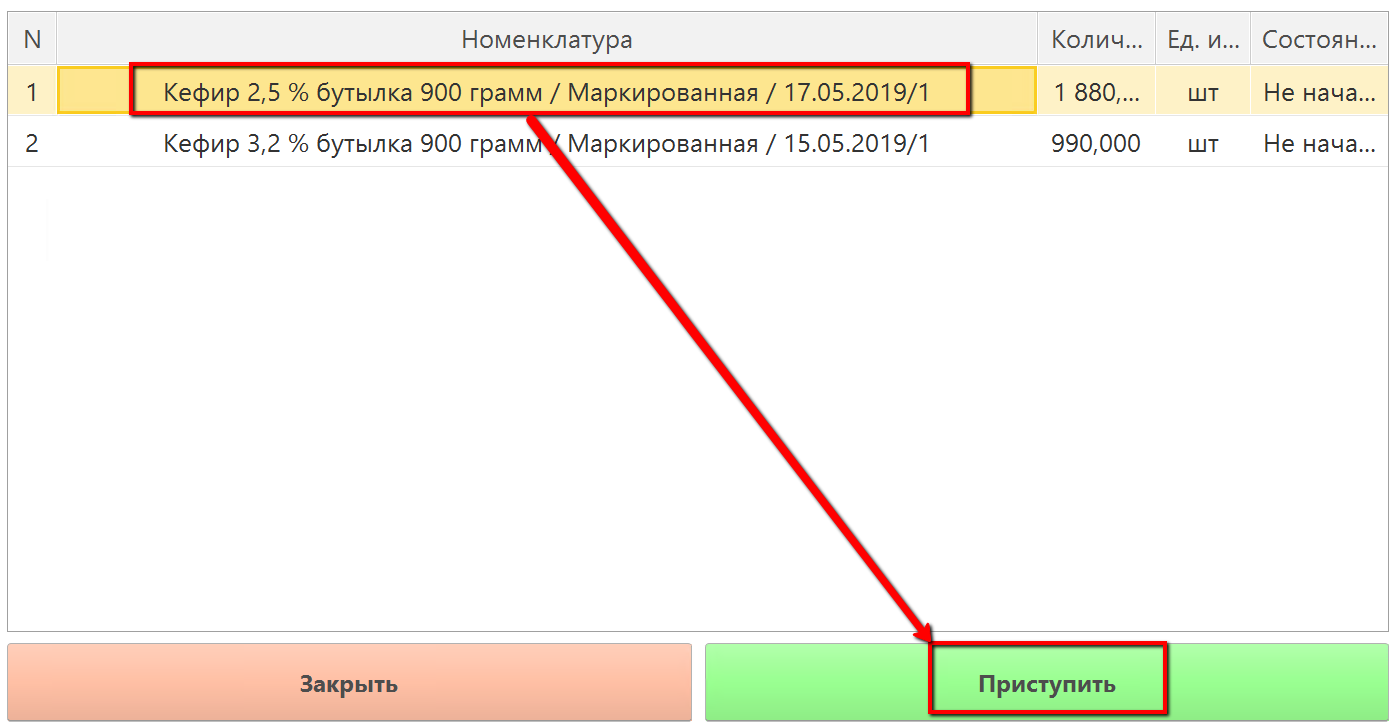 N Номенклатура Колич... Ед. и... Состоян...
1 Кефир 2,5 % бутылка 900 грамм / Маркированная / 17.05.2019/1 1 880,... шт Не нача...
2 Кефир 3,2 % бутылка 900 грамм / Маркированная / 15.05.2019/1 990,000 шт Не нача...
Закрыть Приступить